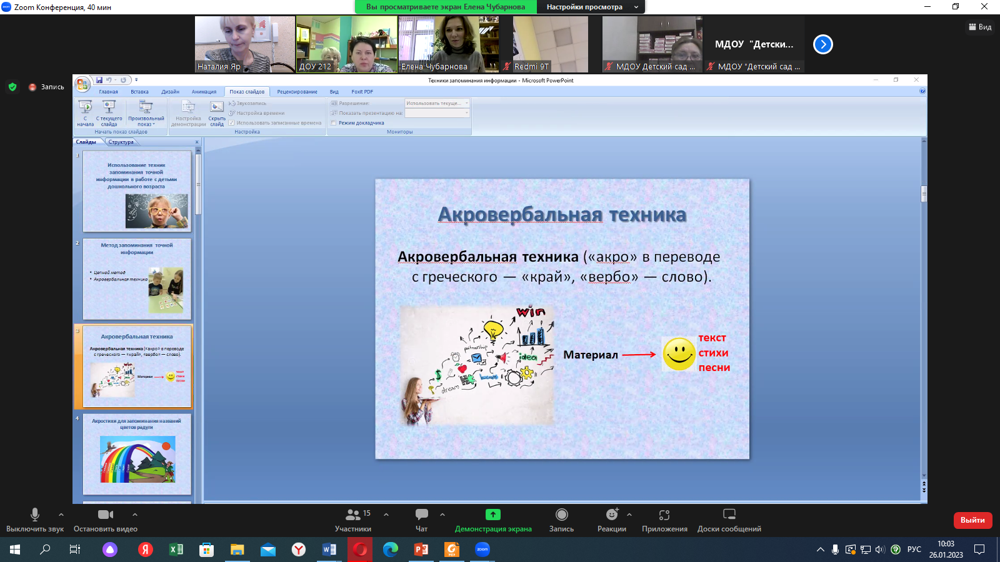 Zoom Конференция, 40 мин
Вы просматриваете экран Елена Чубарнова
Настройки просмотра
Вид
Наталия Яр
ДОУ 212
Елена Чубарнова
Redmi 9T
МДОУ Детский сад ...
МДОУ "Детски...
МДОУ "Детский сад ...
Запись
Техники запоминания информации - Microsoft PowerPoint
Главная
Вставка
Дизайн
Анимация
Показ слайдов
Рецензирование
Вид
Foxit PDF
С начала
С текущего слайда
Произвольный показ
Начать показ слайдов
Настройка демонстрации
Скрыть слайд
Звукозапись
Настройка времени
Использовать записанные времена
Настройка
Разрешение:
Использовать текуще...
Показать презентацию на:
Режим докладчика
Мониторы
Слайды
Структура
1
Использование техник
запоминания точной
информации в работе с детьми
дошкольного возраста
2
Метод запоминания точной
информации
• Цепной метод
• Акровербальная техника
3
Акровербальная техника
Акровербальная техника («акро» в переводе
с греческого — «край», «вербо» — слово).
win
Материал
текст
стихи
песни
4
Акростихи для запоминания названий
цветов радуги
Акровербальная техника
Акровербальная техника («акро» в переводе
с греческого — «край», «вербо» — слово).
win
partnership
idea
dream
Материал
текст
стихи
песни
Выключить звук
Остановить видео
15
Участники
Чат
Демонстрация экрана
Запись
Реакции
Приложения
Доски сообщений
Выйти
zoom
РУС
10:03
26.01.2023